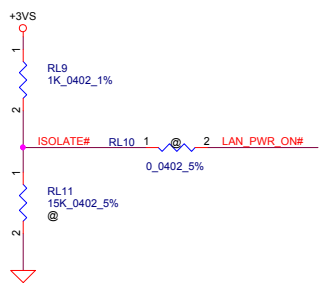 +3VS
1
RL9
1K_0402_1%
2
ISOLATE# RL10 1 @ 2 LAN_PWR_ON#
0_0402_5%
1
RL11
15K_0402_5%
@
2